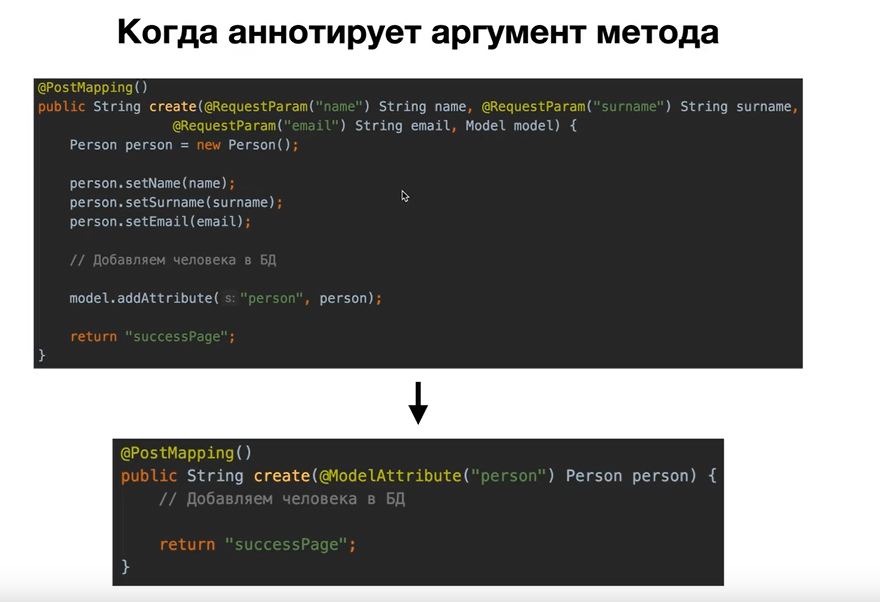 Когда аннотирует аргумент метода
@PostMapping()
public String create(@RequestParam("name") String name, @RequestParam("surname") String surname,
@RequestParam("email") String email, Model model) {
Person person = new Person();
person.setName(name);
person.setSurname(surname);
person.setEmail(email);
// Добавляем человека в БД
model.addAttribute( s: "person", person);
return "successPage";
}
@PostMapping()
public String create(@ModelAttribute("person") Person person) {
// Добавляем человека в БД
return "successPage";
}